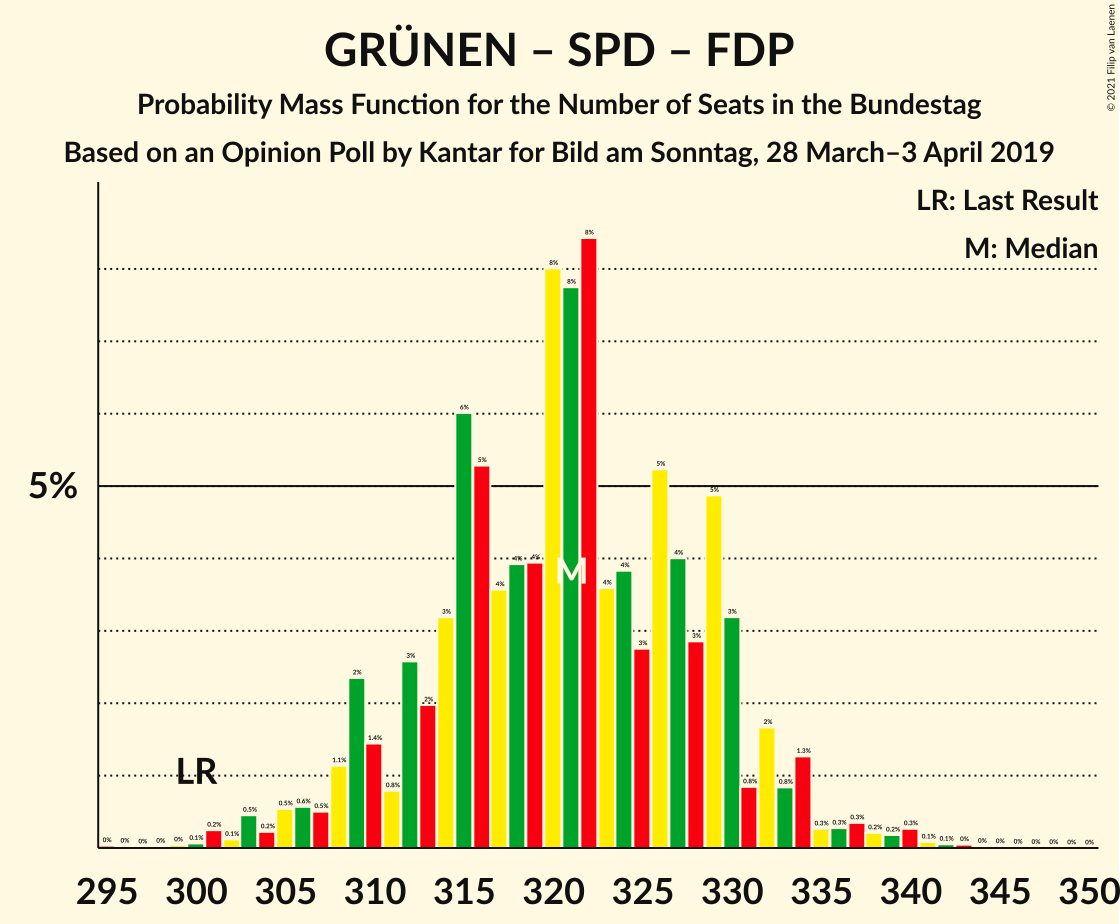 GRÜNEN – SPD – FDP
Probability Mass Function for the Number of Seats in the Bundestag
Based on an Opinion Poll by Kantar for Bild am Sonntag, 28 March–3 April 2019
© 2021 Filip van Laenen
LR: Last Result
M: Median
5%
LR
M
0% 0% 0% 0% 0% 0.1% 0.2% 0.1% 0.5% 0.2% 0.5% 0.6% 0.5% 1.1% 2% 1.4% 0.8% 3% 2% 3% 6% 5% 4% 4% 4% 8% 8% 8% 4% 4% 3% 5% 4% 3% 5% 3% 0.8% 2% 0.8% 1.3% 0.3% 0.3% 0.3% 0.2% 0.2% 0.3% 0.1% 0.1% 0% 0% 0% 0% 0% 0% 0% 0%
295 300 305 310 315 320 325 330 335 340 345 350